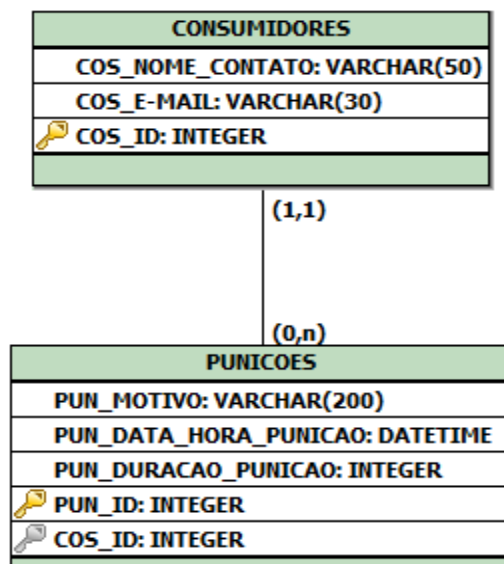 CONSUMIDORES
COS_NOME_CONTATO: VARCHAR(50)
COS_E-MAIL: VARCHAR(30)
COS_ID: INTEGER
(1,1)
(0,n)
PUNICOES
PUN_MOTIVO: VARCHAR(200)
PUN_DATA_HORA_PUNICAO: DATETIME
PUN_DURACAO_PUNICAO: INTEGER
PUN_ID: INTEGER
COS_ID: INTEGER